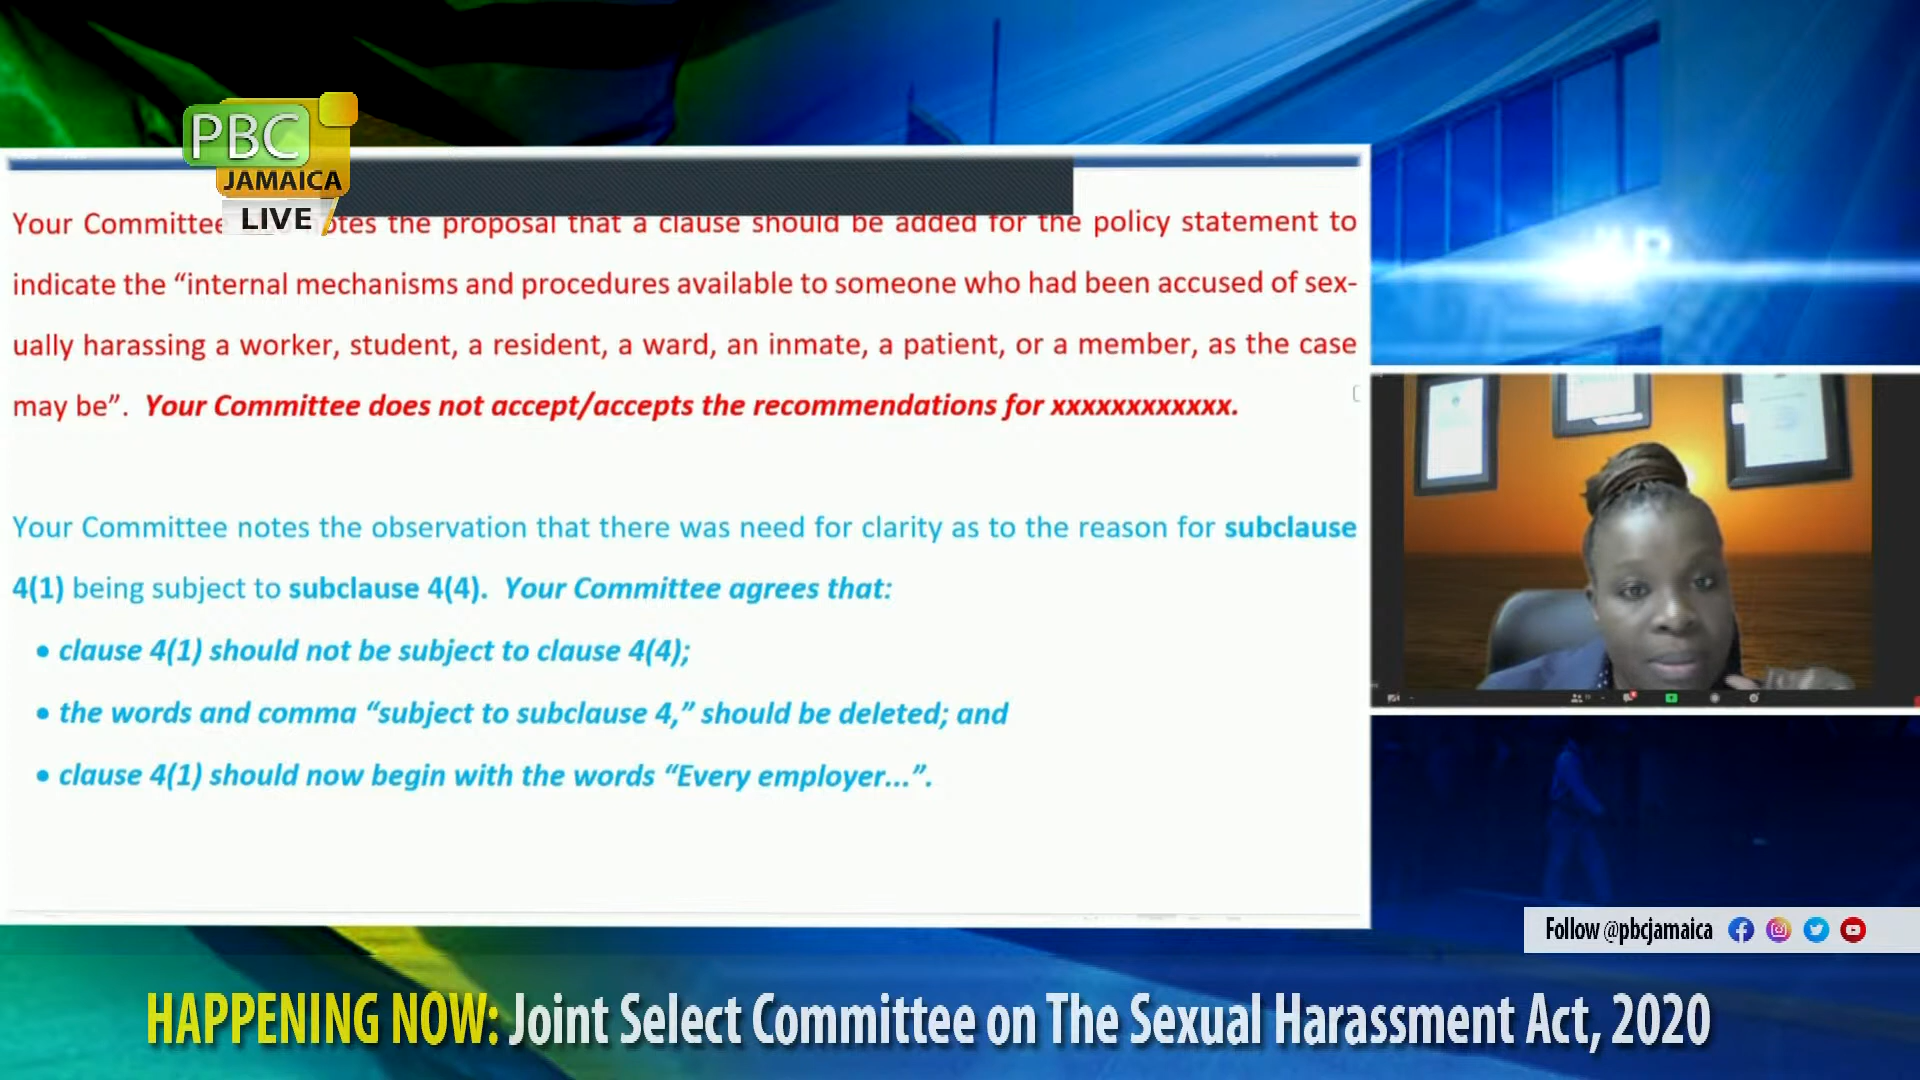 PBC
JAMAICA
LIVE
Your Committee notes the proposal that a clause should be added for the policy statement to
indicate the “internal mechanisms and procedures available to someone who had been accused of sex-
ually harassing a worker, student, a resident, a ward, an inmate, a patient, or a member, as the case
may be”. Your Committee does not accept/accepts the recommendations for xxxxxxxxxxxx.
Your Committee notes the observation that there was need for clarity as to the reason for subclause
4(1) being subject to subclause 4(4). Your Committee agrees that:
• clause 4(1) should not be subject to clause 4(4);
• the words and comma “subject to subclause 4,” should be deleted; and
• clause 4(1) should now begin with the words “Every employer...”.
Follow @pbcjamaica
HAPPENING NOW: Joint Select Committee on The Sexual Harassment Act, 2020